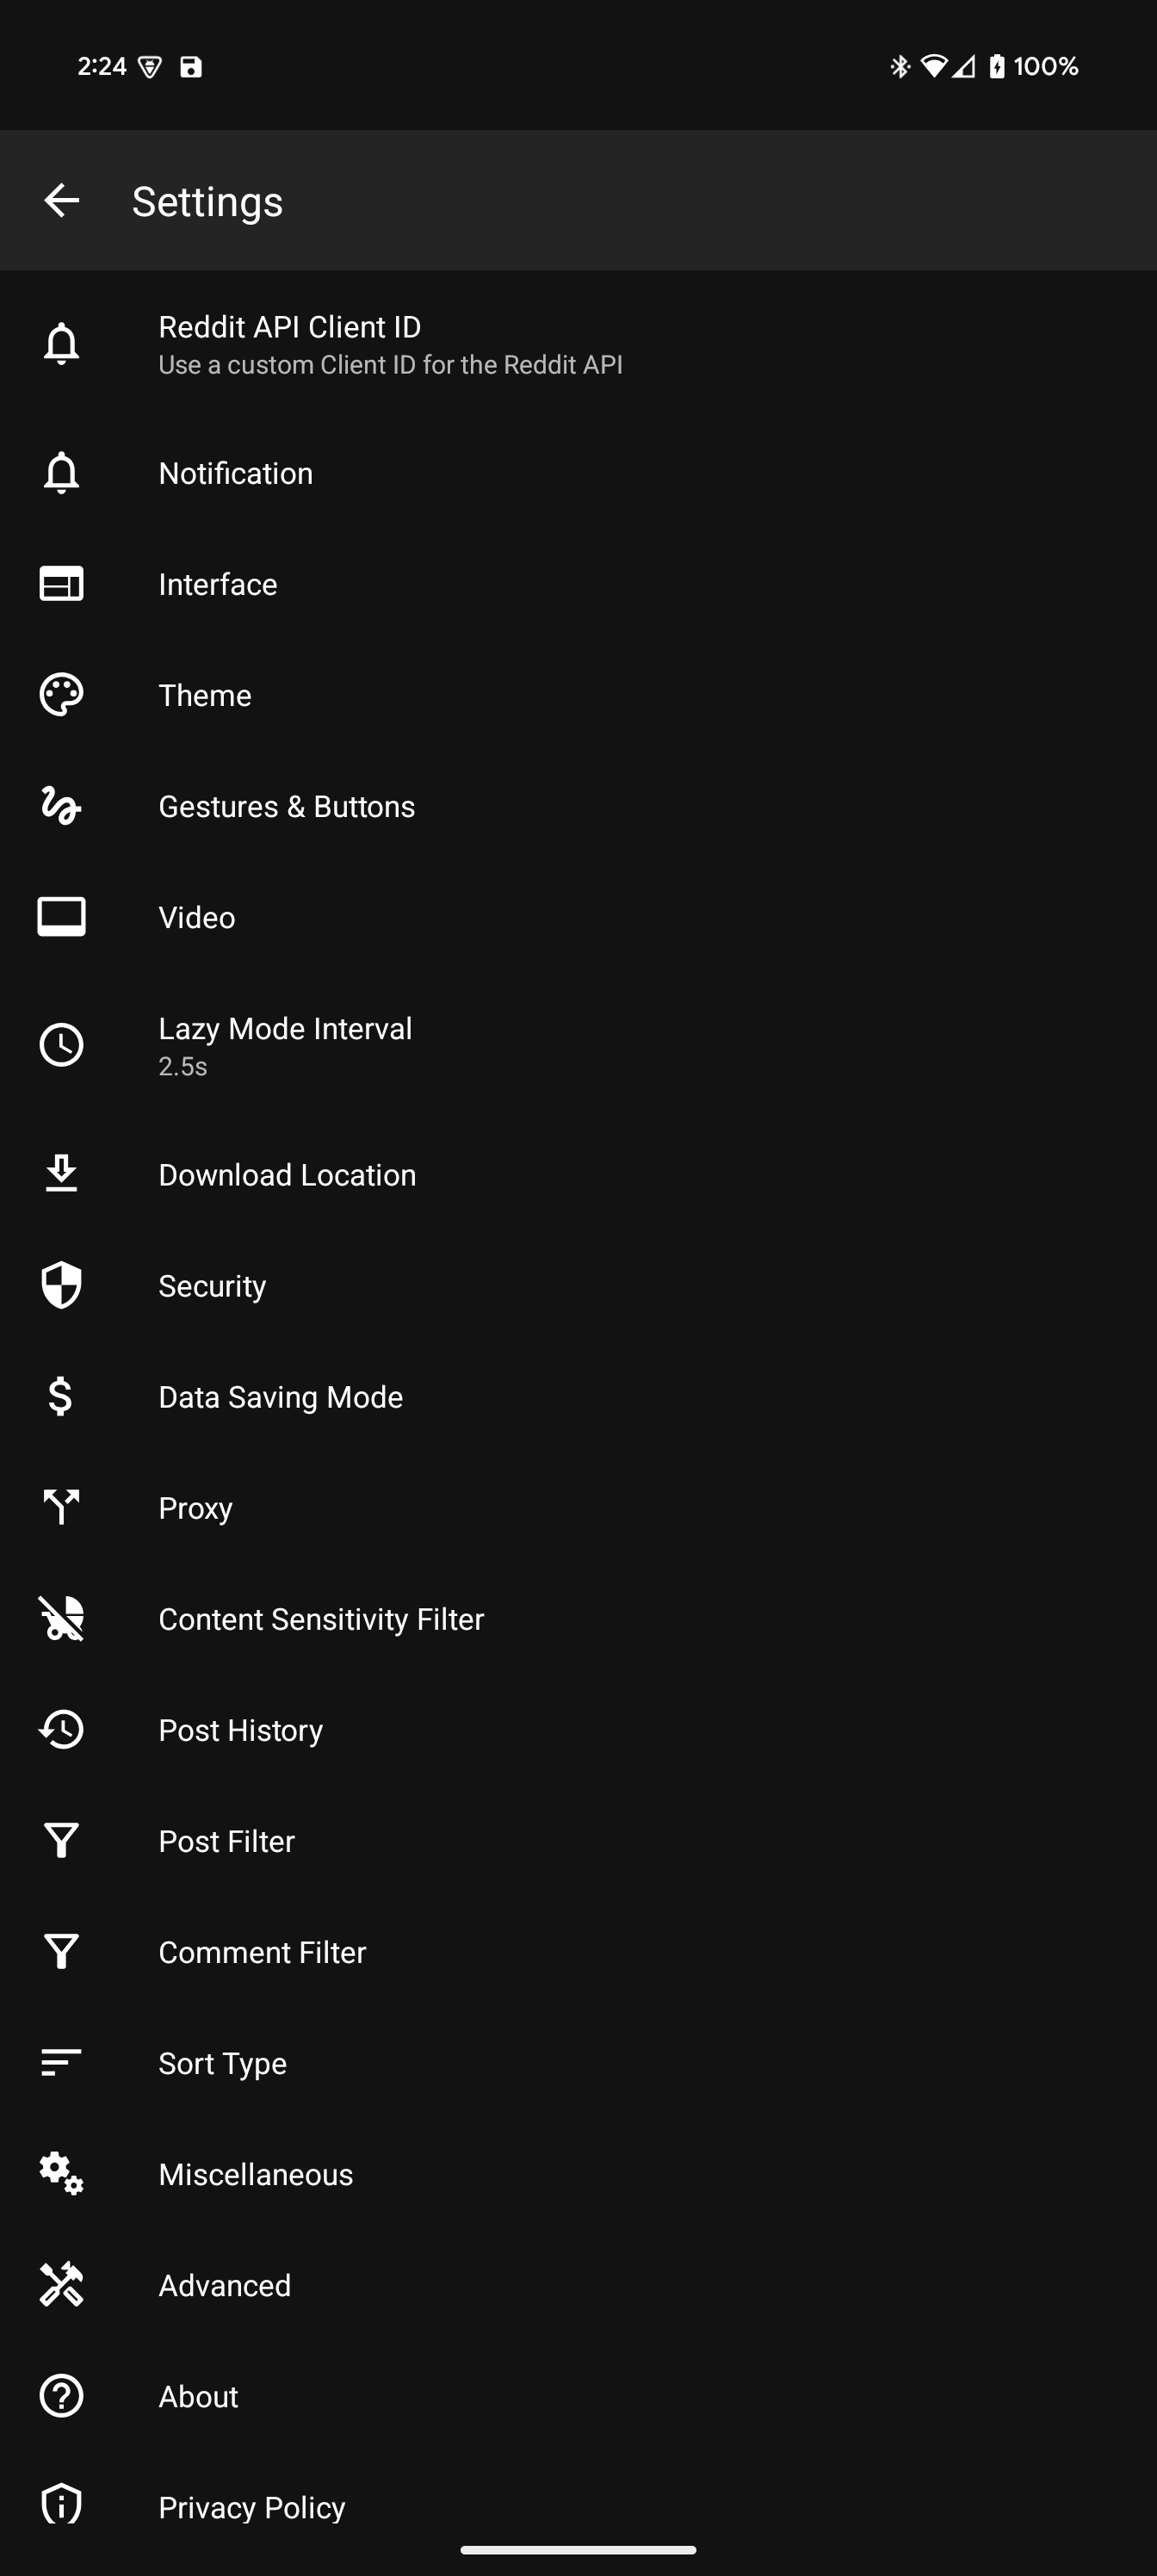 2:24
100%
Settings
Reddit API Client ID
Use a custom Client ID for the Reddit API
Notification
Interface
Theme
Gestures & Buttons
Video
Lazy Mode Interval
2.5s
Download Location
Security
Data Saving Mode
Proxy
Content Sensitivity Filter
Post History
Post Filter
Comment Filter
Sort Type
Miscellaneous
Advanced
About
Privacy Policy